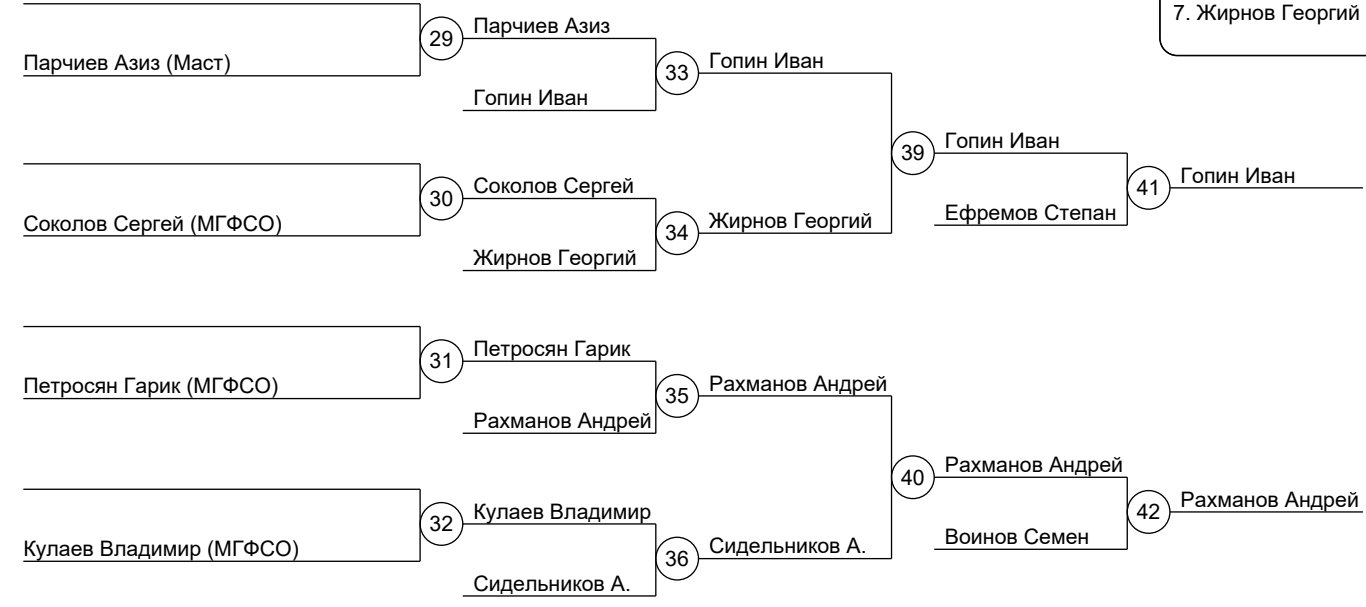 7. Жирнов Георгий
29
Парчиев Азиз
Парчиев Азиз (Маст)
33
Гопин Иван
Гопин Иван
39
Гопин Иван
30
Соколов Сергей
41
Гопин Иван
Соколов Сергей (МГФСО)
34
Жирнов Георгий
Ефремов Степан
Жирнов Георгий
31
Петросян Гарик
Петросян Гарик (МГФСО)
35
Рахманов Андрей
Рахманов Андрей
40
Рахманов Андрей
32
Кулаев Владимир
42
Рахманов Андрей
Кулаев Владимир (МГФСО)
36
Сидельников А.
Воинов Семен
Сидельников А.